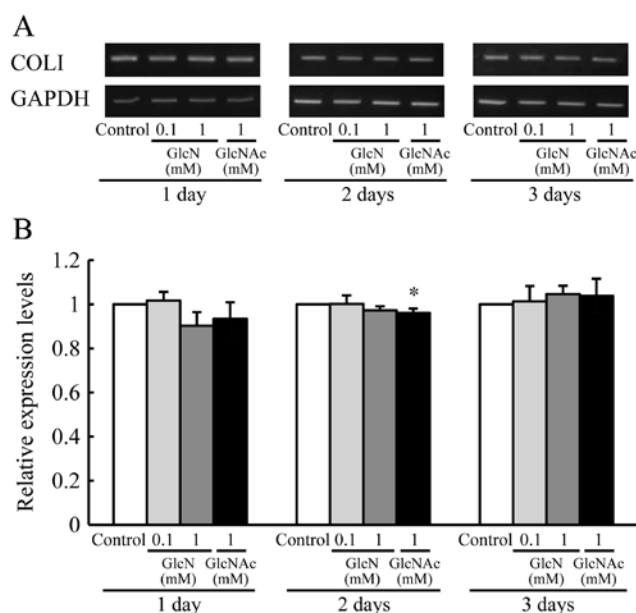 A
COLI
GAPDH
Control 0.1 1 1 Control 0.1 1 1 Control 0.1 1 1
GlcN GlcNAc GlcN GlcNAc GlcN GlcNAc
(mM) (mM) (mM) (mM) (mM) (mM)
1 day 2 days 3 days
B
Relative expression levels
1.2
1
0.8
0.6
0.4
0.2
0
*
Control 0.1 1 1 Control 0.1 1 1 Control 0.1 1 1
GlcN GlcNAc GlcN GlcNAc GlcN GlcNAc
(mM) (mM) (mM) (mM) (mM) (mM)
1 day 2 days 3 days